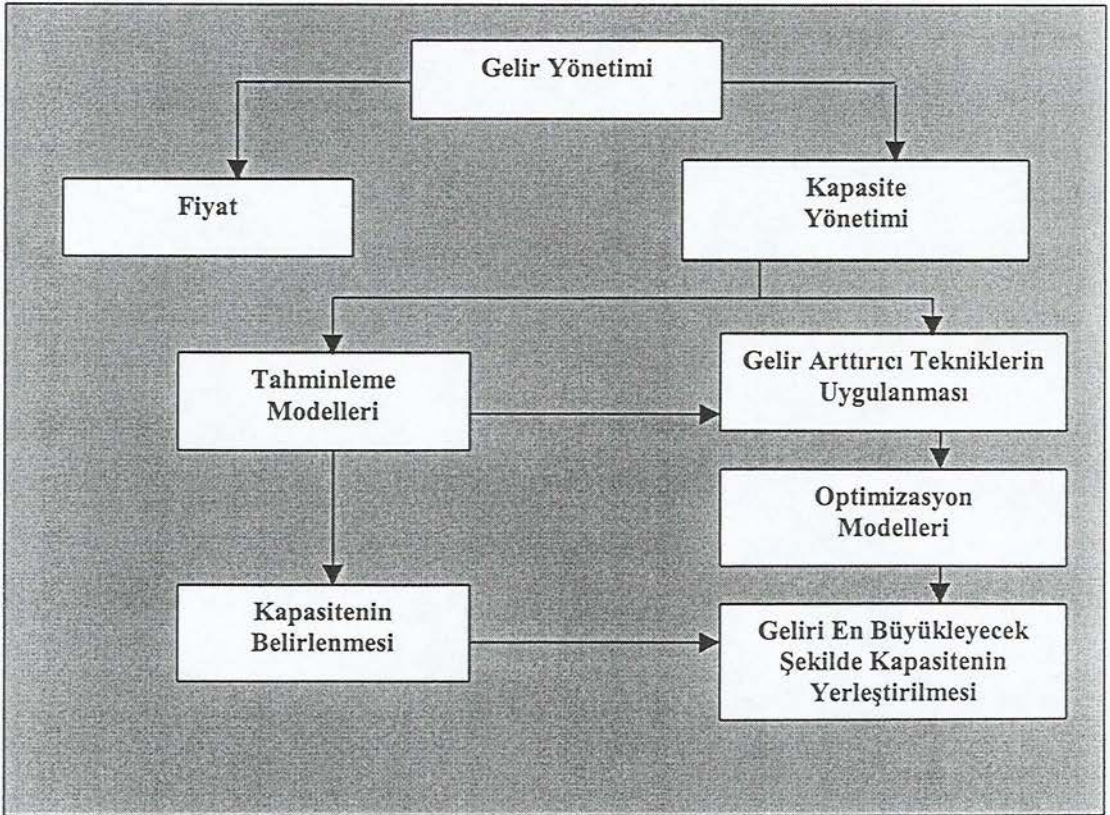 Gelir Yönetimi
Fiyat
Kapasite
Yönetimi
Tahminleme
Modelleri
Gelir Arttırıcı Tekniklerin
Uygulanması
Optimizasyon
Modelleri
Kapasitenin
Belirlenmesi
Geliri En Büyükleyecek
Şekilde Kapasitenin
Yerleştirilmesi